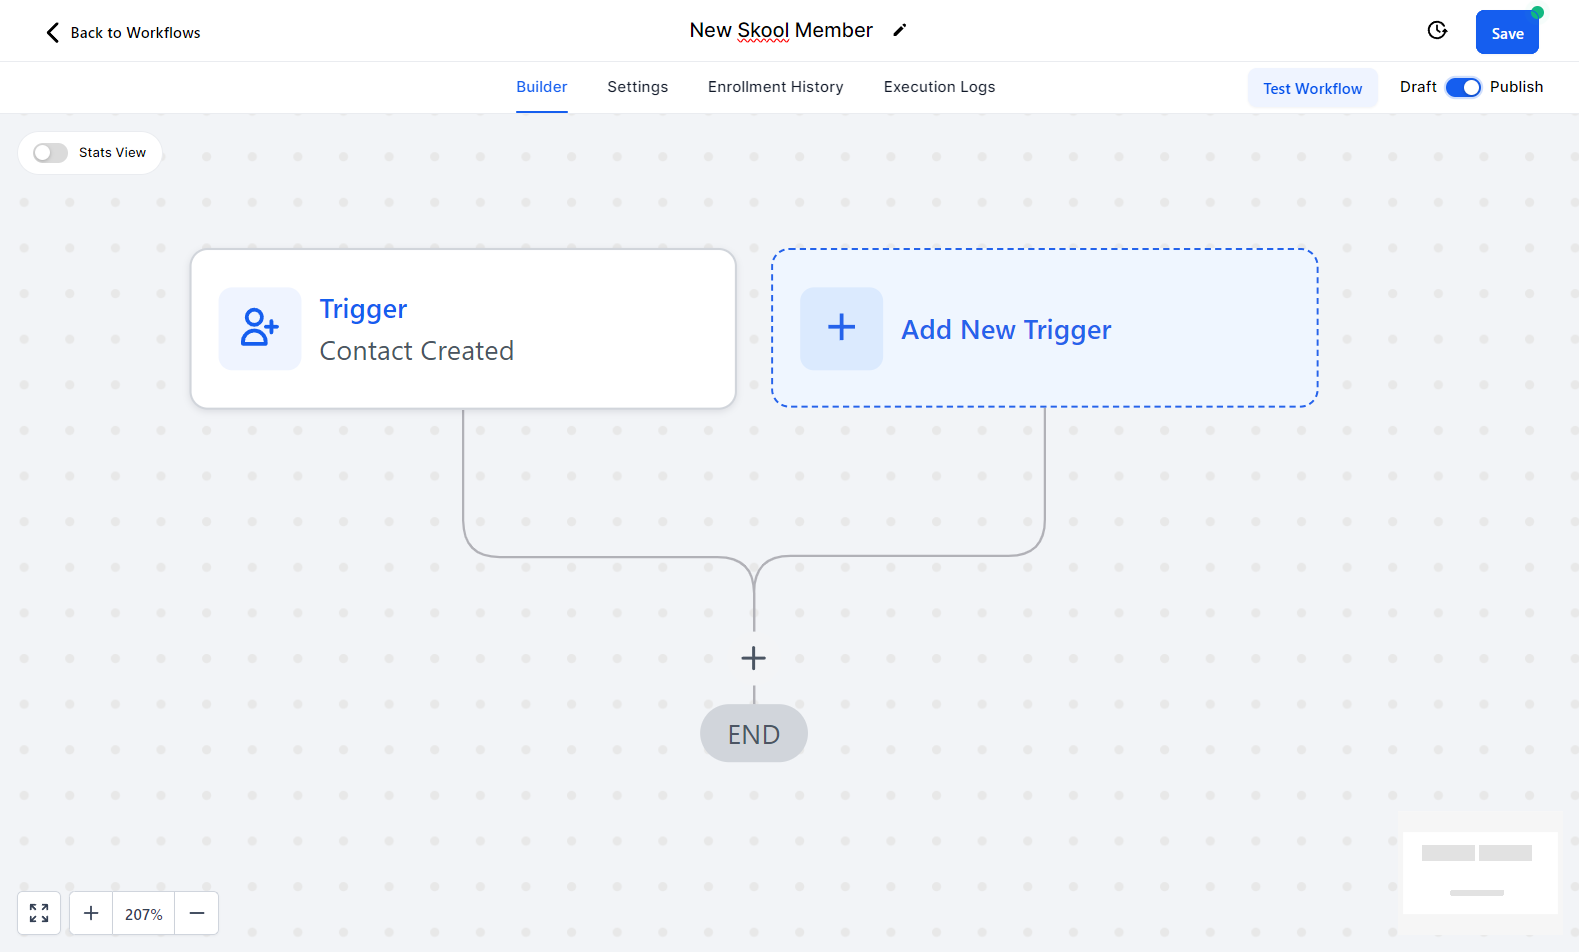 Back to Workflows
New Skool Member
Save
Builder
Settings
Enrollment History
Execution Logs
Test Workflow
Draft
Publish
Stats View
Trigger
Contact Created
Add New Trigger
END
207%